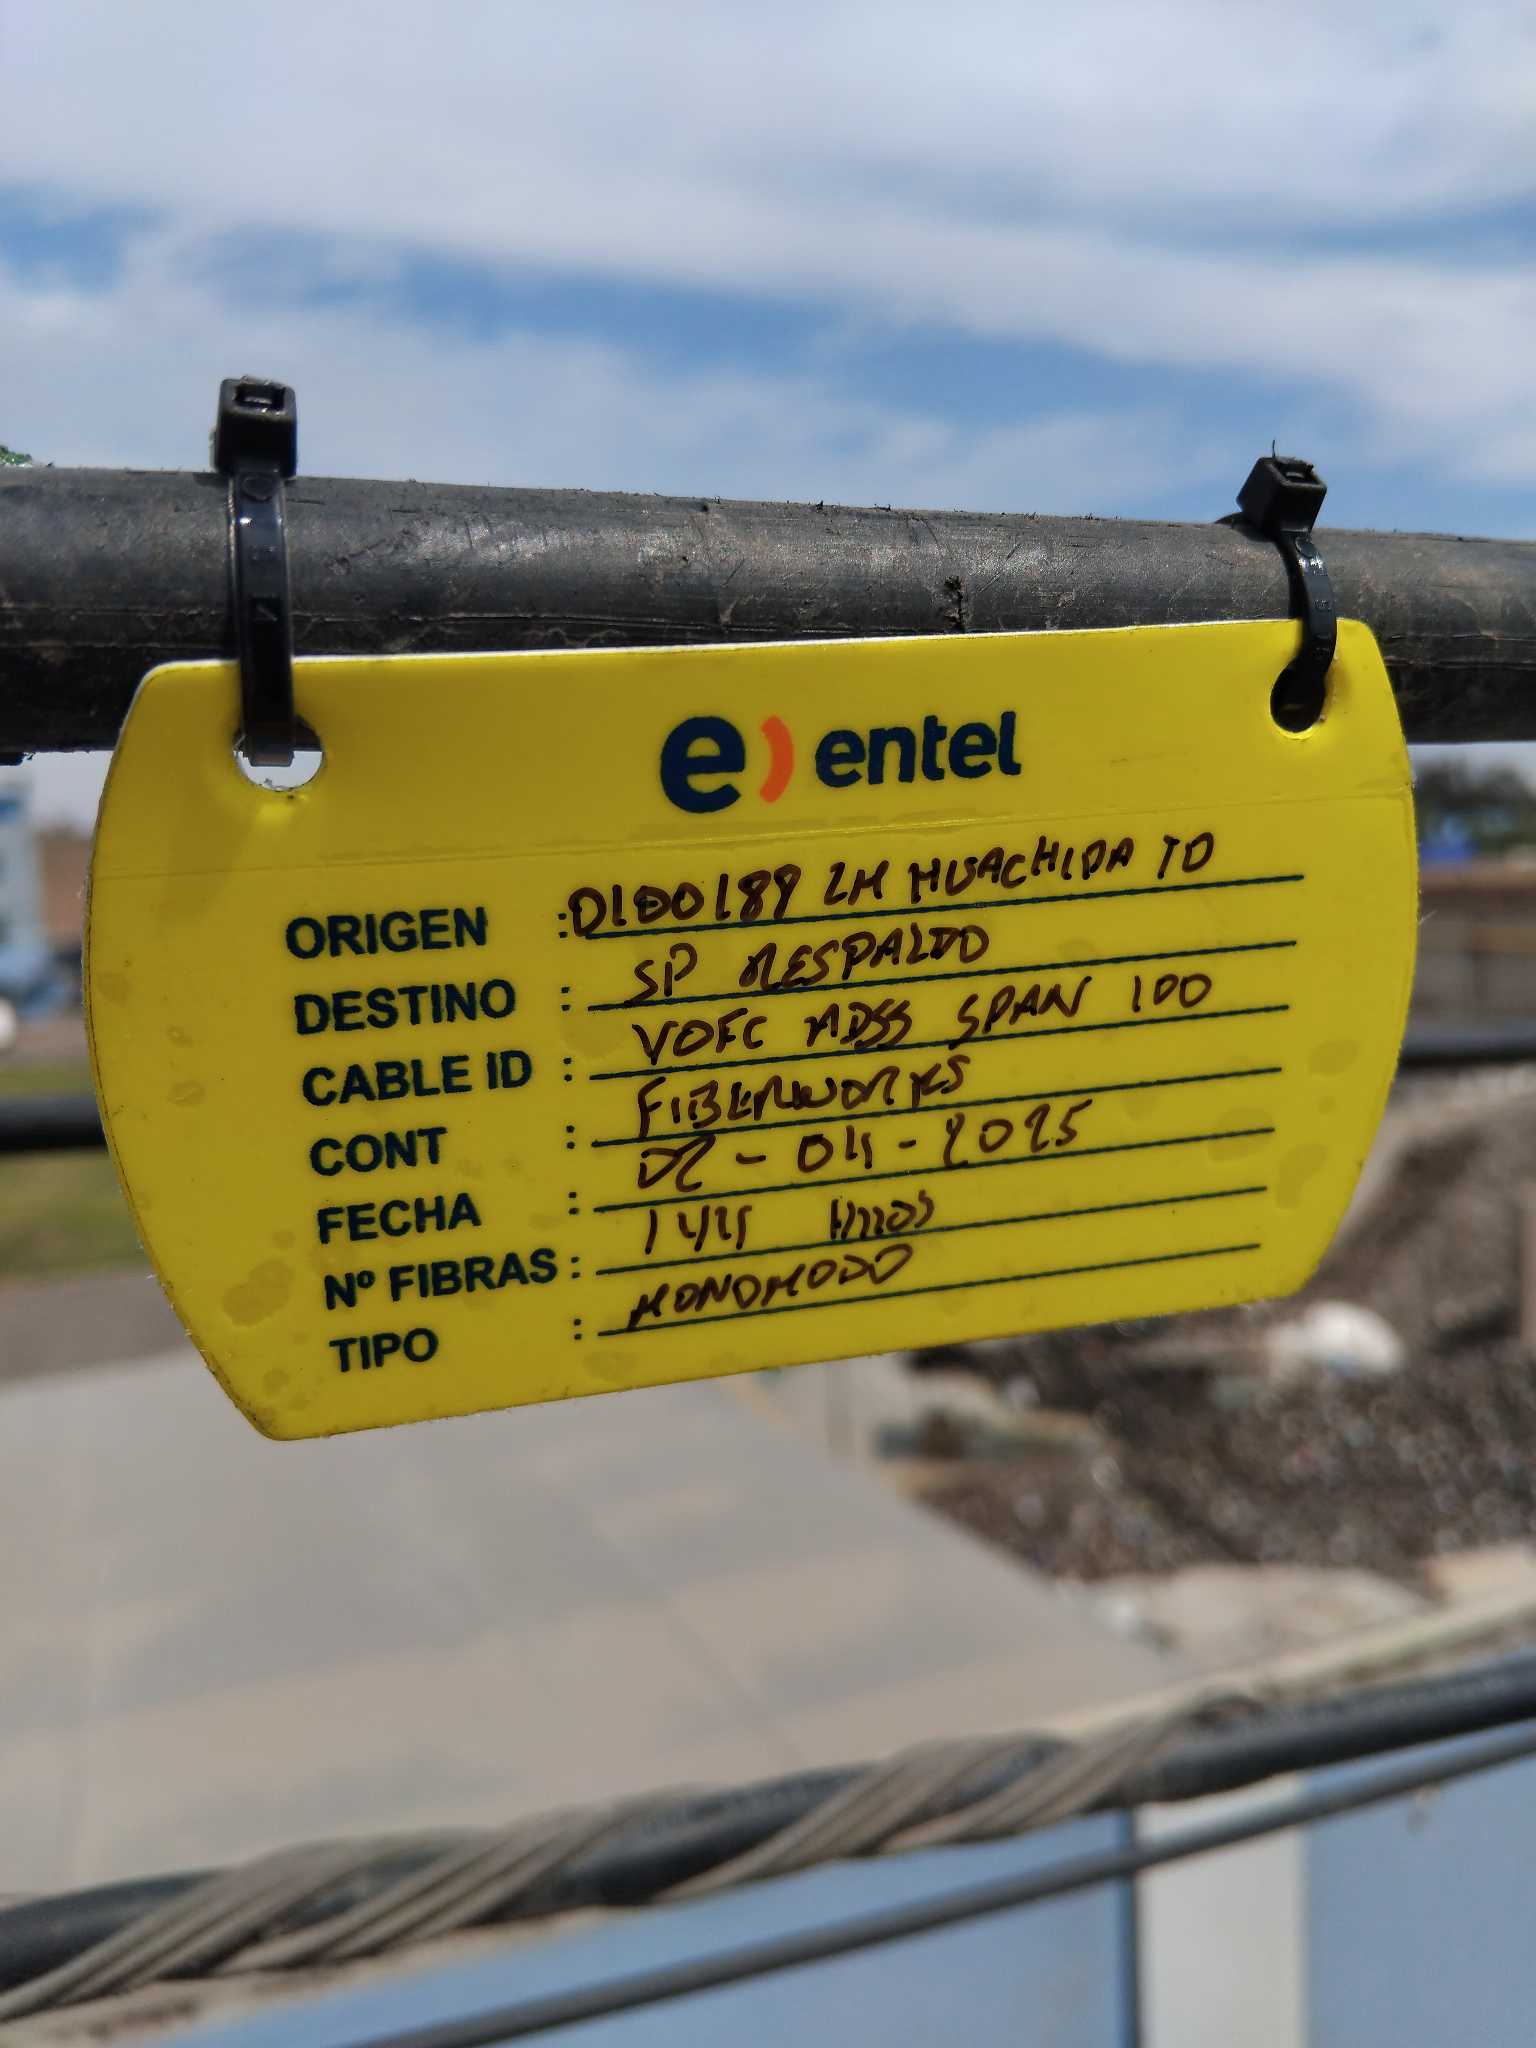 e) entel
ORIGEN : 0100189 LM HUACHIPA TD
DESTINO : SP RESPALDO
CABLE ID : VOFC ADSS SPAN 100
CONT : FIBERWORKS
FECHA : 02-04-2025
Nº FIBRAS : 144 HILOS
TIPO : MONOMODO